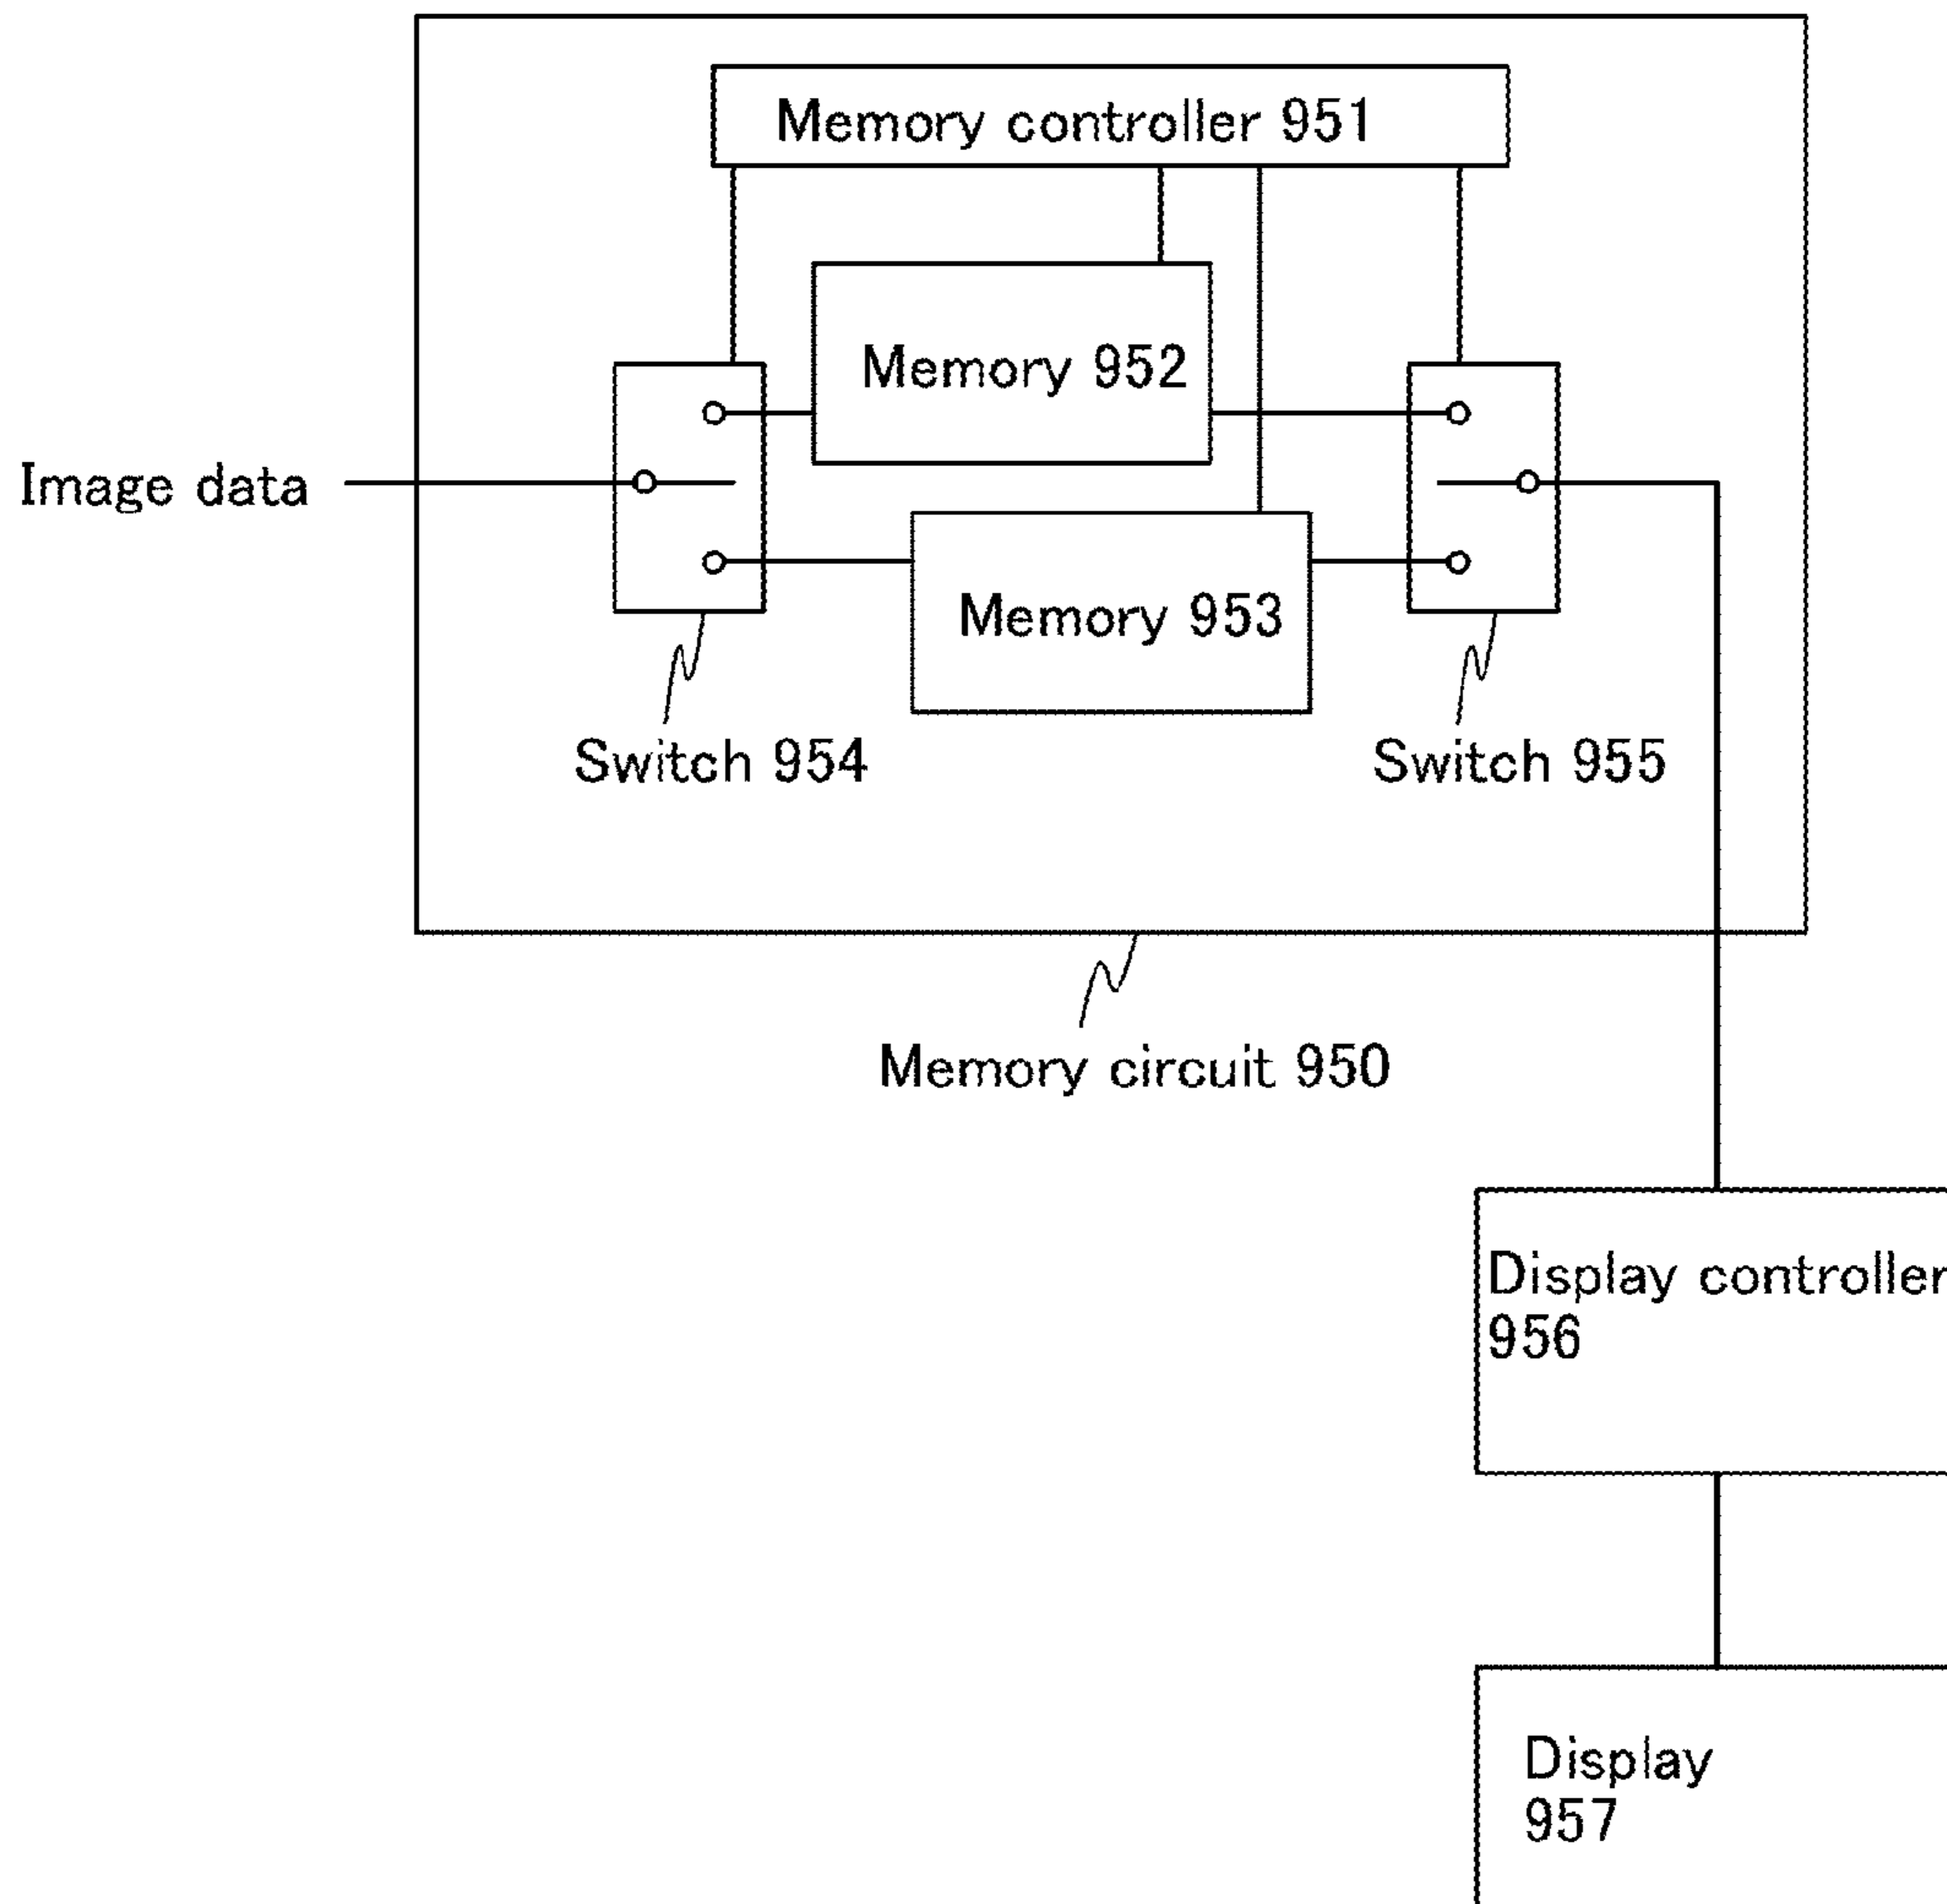 Memory controller 951
Memory 952
Image data
Memory 953
Switch 954
Switch 955
Memory circuit 950
Display controller
956
Display
957